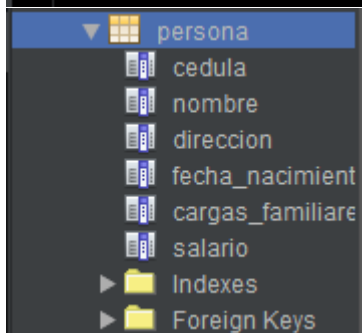 persona
cedula
nombre
direccion
fecha_nacimient
cargas_familiare
salario
Indexes
Foreign Keys